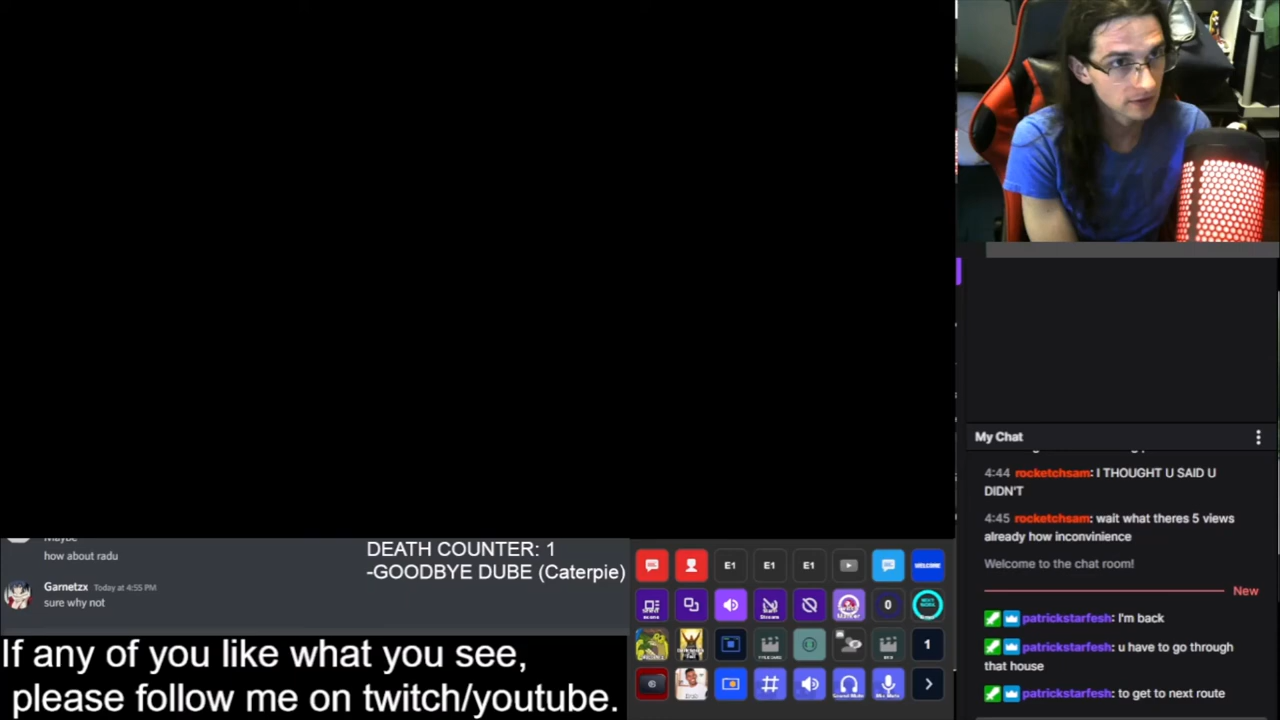 how about radu
Garnetzx Today at 4:55 PM
sure why not
DEATH COUNTER: 1
-GOODBYE DUBE (Caterpie)
If any of you like what you see,
please follow me on twitch/youtube.
E1 E1 E1 WELCOME
0
1
My Chat
4:44 rocketchsam: I THOUGHT U SAID U
DIDN'T
4:45 rocketchsam: wait what theres 5 views
already how inconvinience
Welcome to the chat room!
New
patrickstarfesh: I'm back
patrickstarfesh: u have to go through
that house
patrickstarfesh: to get to next route